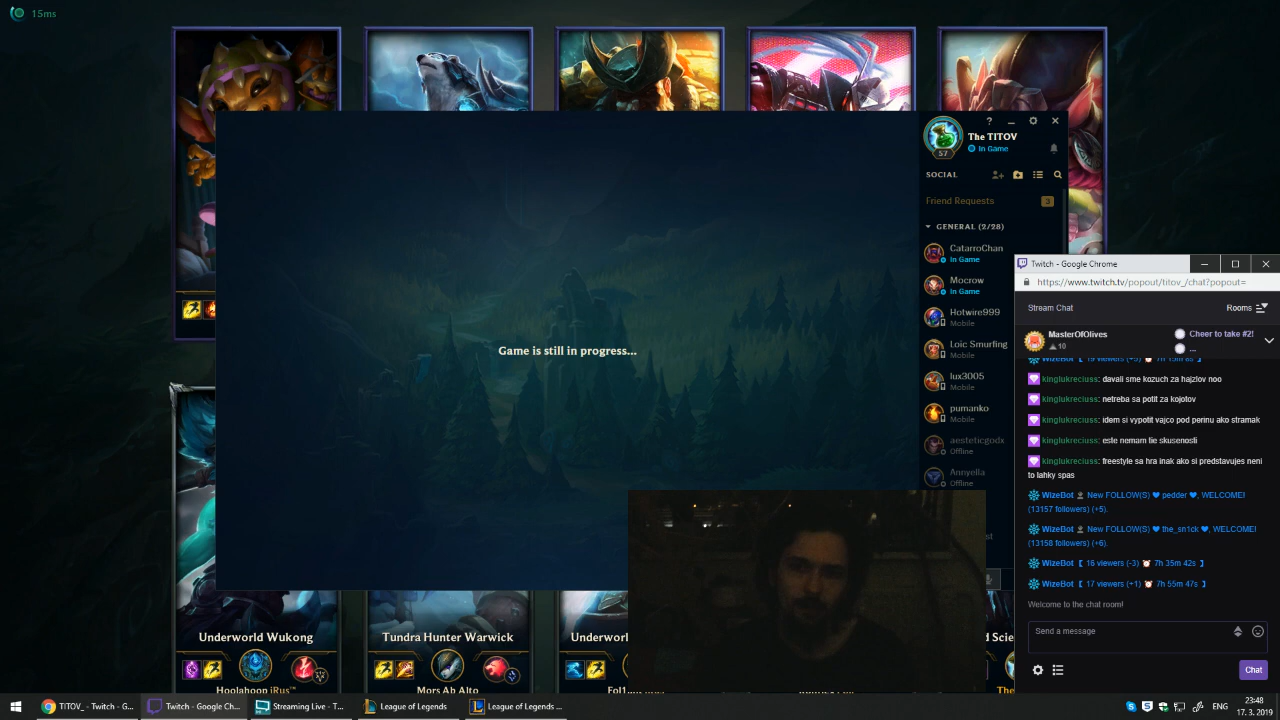 15ms
The TITOV
57
In Game
SOCIAL
Friend Requests
3
GENERAL (2/28)
CatarroChan
In Game
Mocrow
In Game
Hotwire999
Mobile
Loic Smurfing
Mobile
lux3005
Mobile
pumanko
Mobile
aesteticgodx
Offline
Annyella
Offline
Game is still in progress...
Twitch - Google Chrome
https://www.twitch.tv/popout/titov_/chat?popout=
Stream Chat
Rooms
MasterOfOlives
10
Cheer to take #2!
...
WizeBot
kinglukreciuss: davali sme kozuch za hajzlov noo
kinglukreciuss: netreba sa potit za kojotov
kinglukreciuss: idem si vypotit vajco pod perinu ako stramak
kinglukreciuss: este nemam tie skusenosti
kinglukreciuss: freestyle sa hra inak ako si predstavujes neni
to lahky spas
WizeBot New FOLLOW(S) ❤ pedder ❤, WELCOME!
(13157 followers) (+5).
WizeBot New FOLLOW(S) ❤ the_sn1ck ❤, WELCOME!
(13158 followers) (+6).
WizeBot 【 16 viewers (-3) ⏰ 7h 35m 42s 】
WizeBot 【 17 viewers (+1) ⏰ 7h 55m 47s 】
Welcome to the chat room!
Send a message
Chat
Underworld Wukong
Tundra Hunter Warwick
Underwo
d Scie
Hoolahoop iRus™
Mors Ab Alto
TITOV_ - Twitch - G...
Twitch - Google Ch...
Streaming Live - T...
League of Legends
League of Legends ...
ENG
23:48
17. 3. 2019